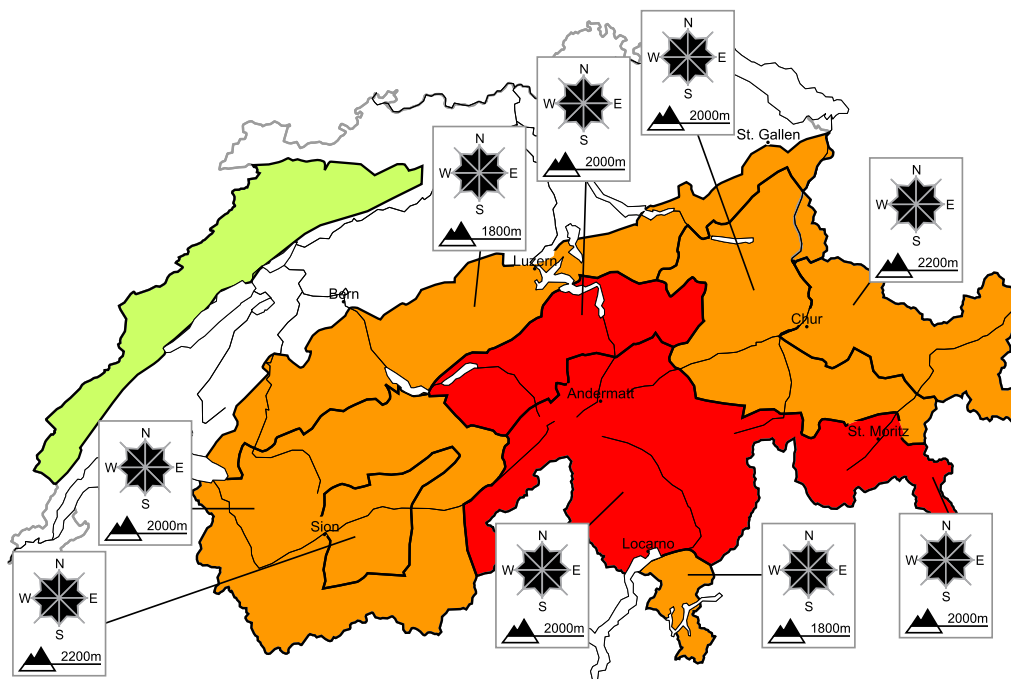 N
W E
S
2000m
St. Gallen
N
W E
S
2000m
N
W E
S
1800m
N
W E
S
2200m
Luzern
Bern
Chur
Andermatt
St. Moritz
N
W E
S
2000m
Sion
N
W E
S
2200m
Locarno
N
W E
S
2000m
N
W E
S
1800m
N
W E
S
2000m